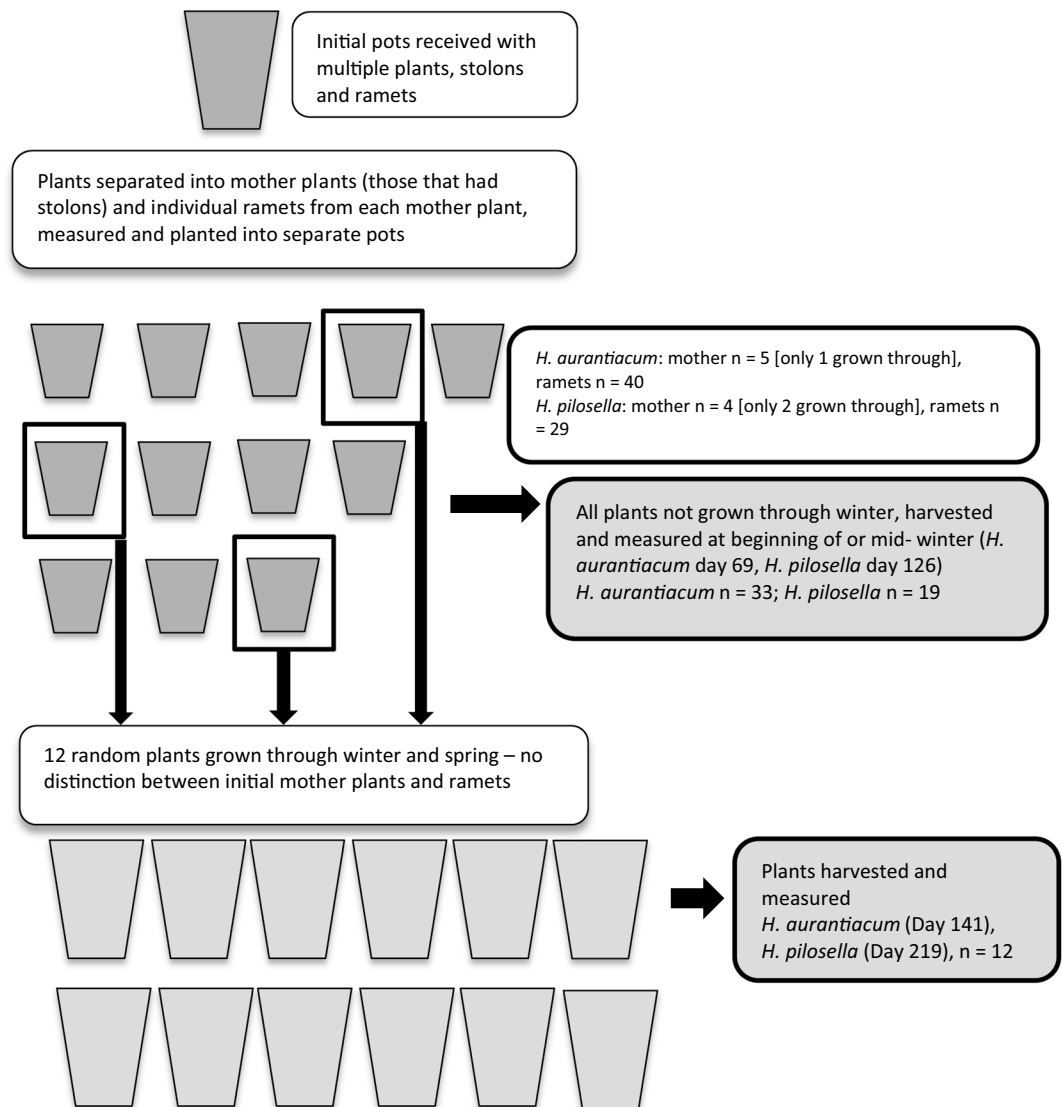 Initial pots received with
multiple plants, stolons
and ramets
Plants separated into mother plants (those that had
stolons) and individual ramets from each mother plant,
measured and planted into separate pots
H. aurantiacum: mother n = 5 [only 1 grown through],
ramets n = 40
H. pilosella: mother n = 4 [only 2 grown through], ramets n
= 29
All plants not grown through winter, harvested
and measured at beginning of or mid- winter (H.
aurantiacum day 69, H. pilosella day 126)
H. aurantiacum n = 33; H. pilosella n = 19
12 random plants grown through winter and spring – no
distinction between initial mother plants and ramets
Plants harvested and
measured
H. aurantiacum (Day 141),
H. pilosella (Day 219), n = 12